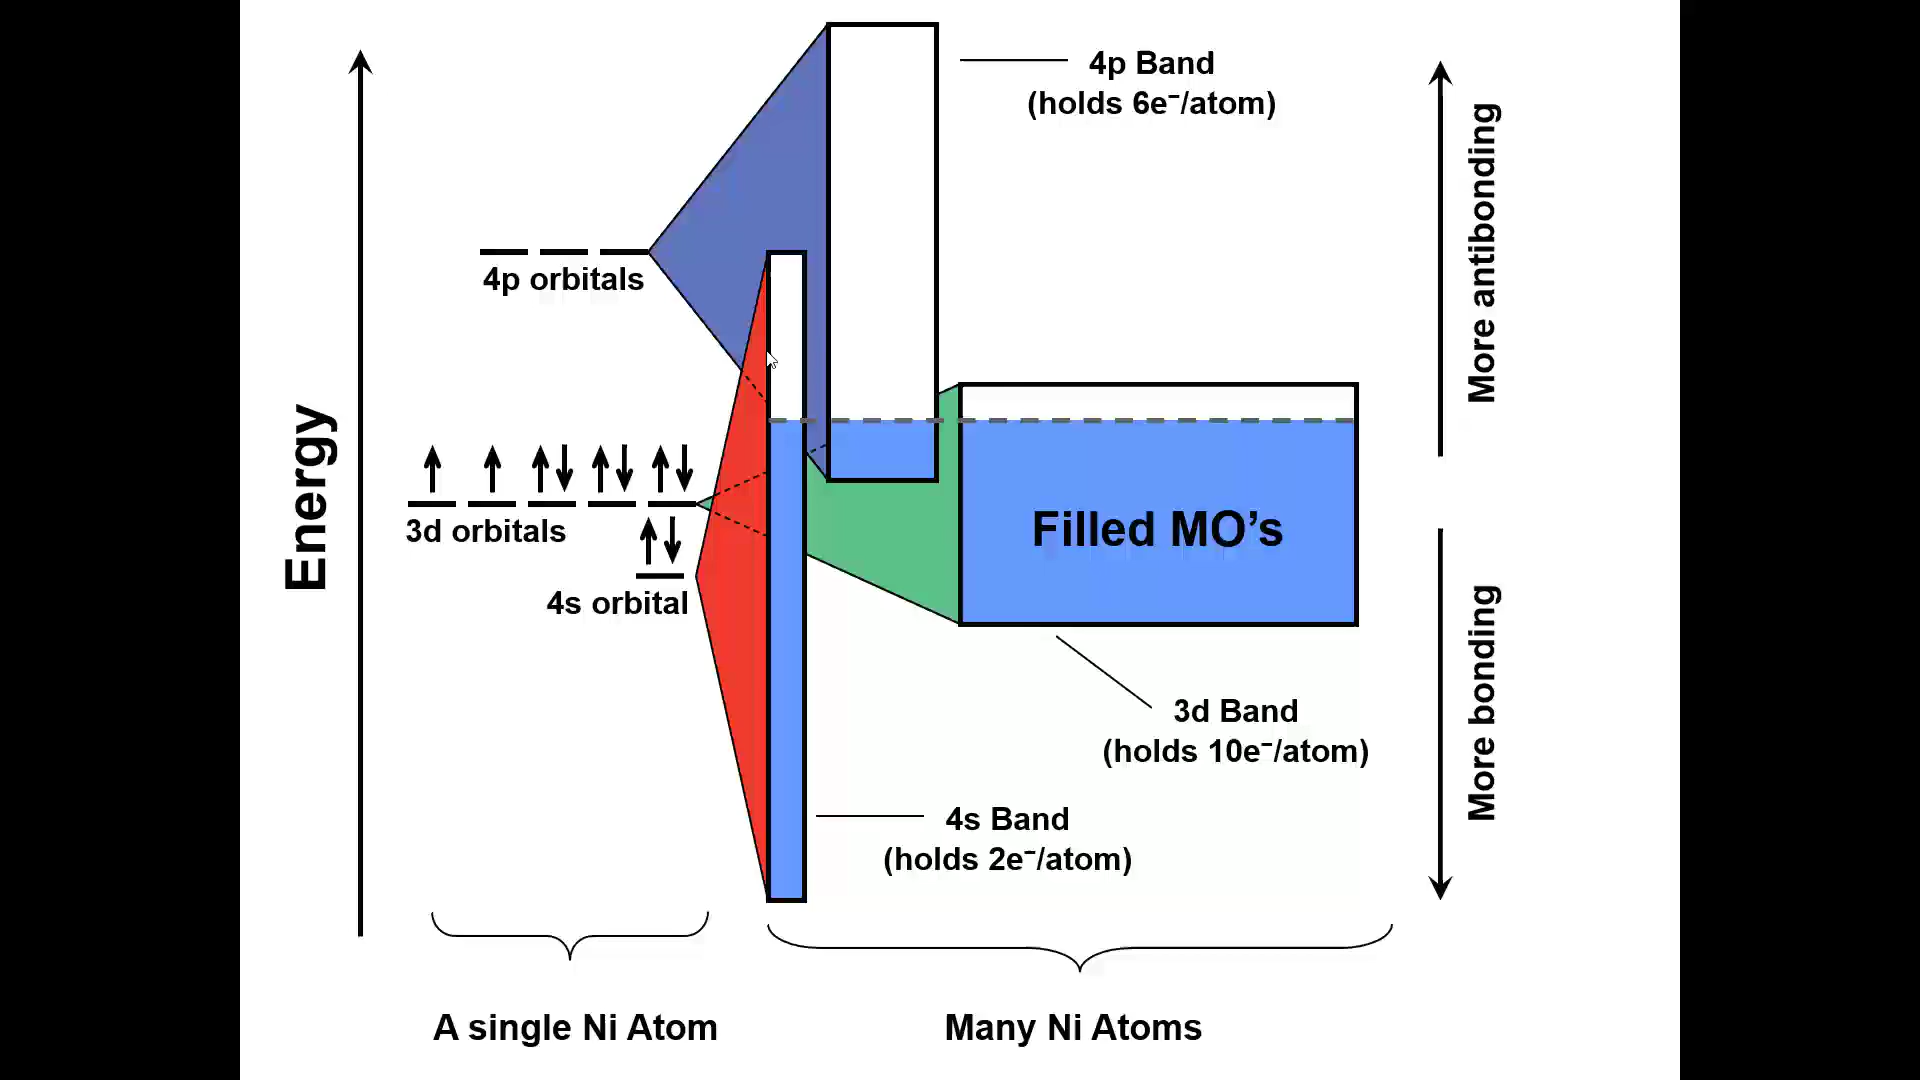 4p Band
(holds 6e⁻/atom)
More antibonding
4p orbitals
Energy
3d orbitals
4s orbital
Filled MO’s
3d Band
(holds 10e⁻/atom)
More bonding
4s Band
(holds 2e⁻/atom)
A single Ni Atom
Many Ni Atoms